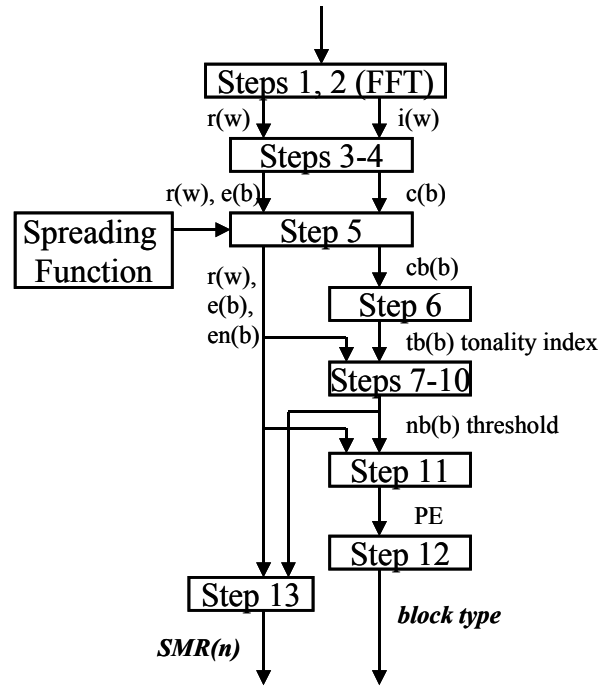 Steps 1, 2 (FFT)
r(w)
i(w)
Steps 3-4
r(w), e(b)
c(b)
Spreading
Function
Step 5
r(w),
e(b),
en(b)
cb(b)
Step 6
tb(b) tonality index
Steps 7-10
nb(b) threshold
Step 11
PE
Step 12
Step 13
block type
SMR(n)